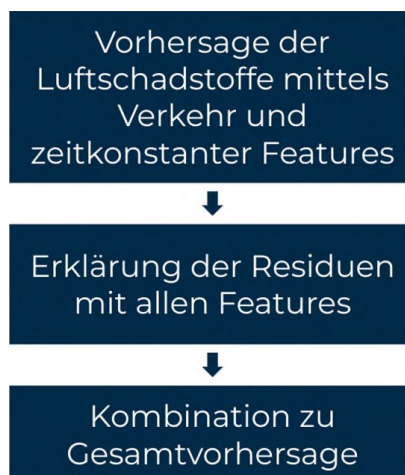 Vorhersage der
Luftschadstoffe mittels
Verkehr und
zeitkonstanter Features
Erklärung der Residuen
mit allen Features
Kombination zu
Gesamtvorhersage